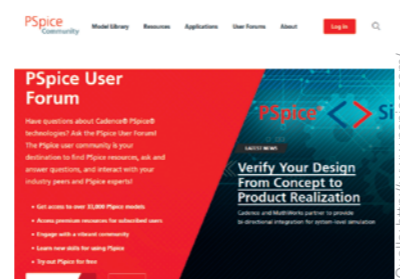 PSpice
Community
Model Library
Resources
Applications
User Forums
About
Log In
PSpice User
Forum
Have questions about Cadence® PSpice®
technologies? Ask the PSpice User Forum!
The PSpice user community is your
destination to find PSpice resources, ask and
answer questions, and interact with your
industry peers and PSpice experts!
• Get access to over 33,000 PSpice models
• Access premium resources for subscribed users
• Engage with a vibrant community
• Learn new skills for using PSpice
• Try out PSpice for free
PSpice <> Si
LATEST NEWS
Verify Your Design
From Concept to
Product Realization
Cadence and MathWorks partner to provide
bi-directional integration for system-level simulation